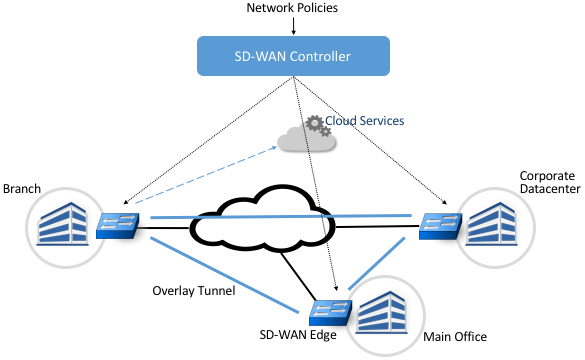 Network Policies
SD-WAN Controller
Cloud Services
Branch
Corporate
Datacenter
Overlay Tunnel
SD-WAN Edge
Main Office